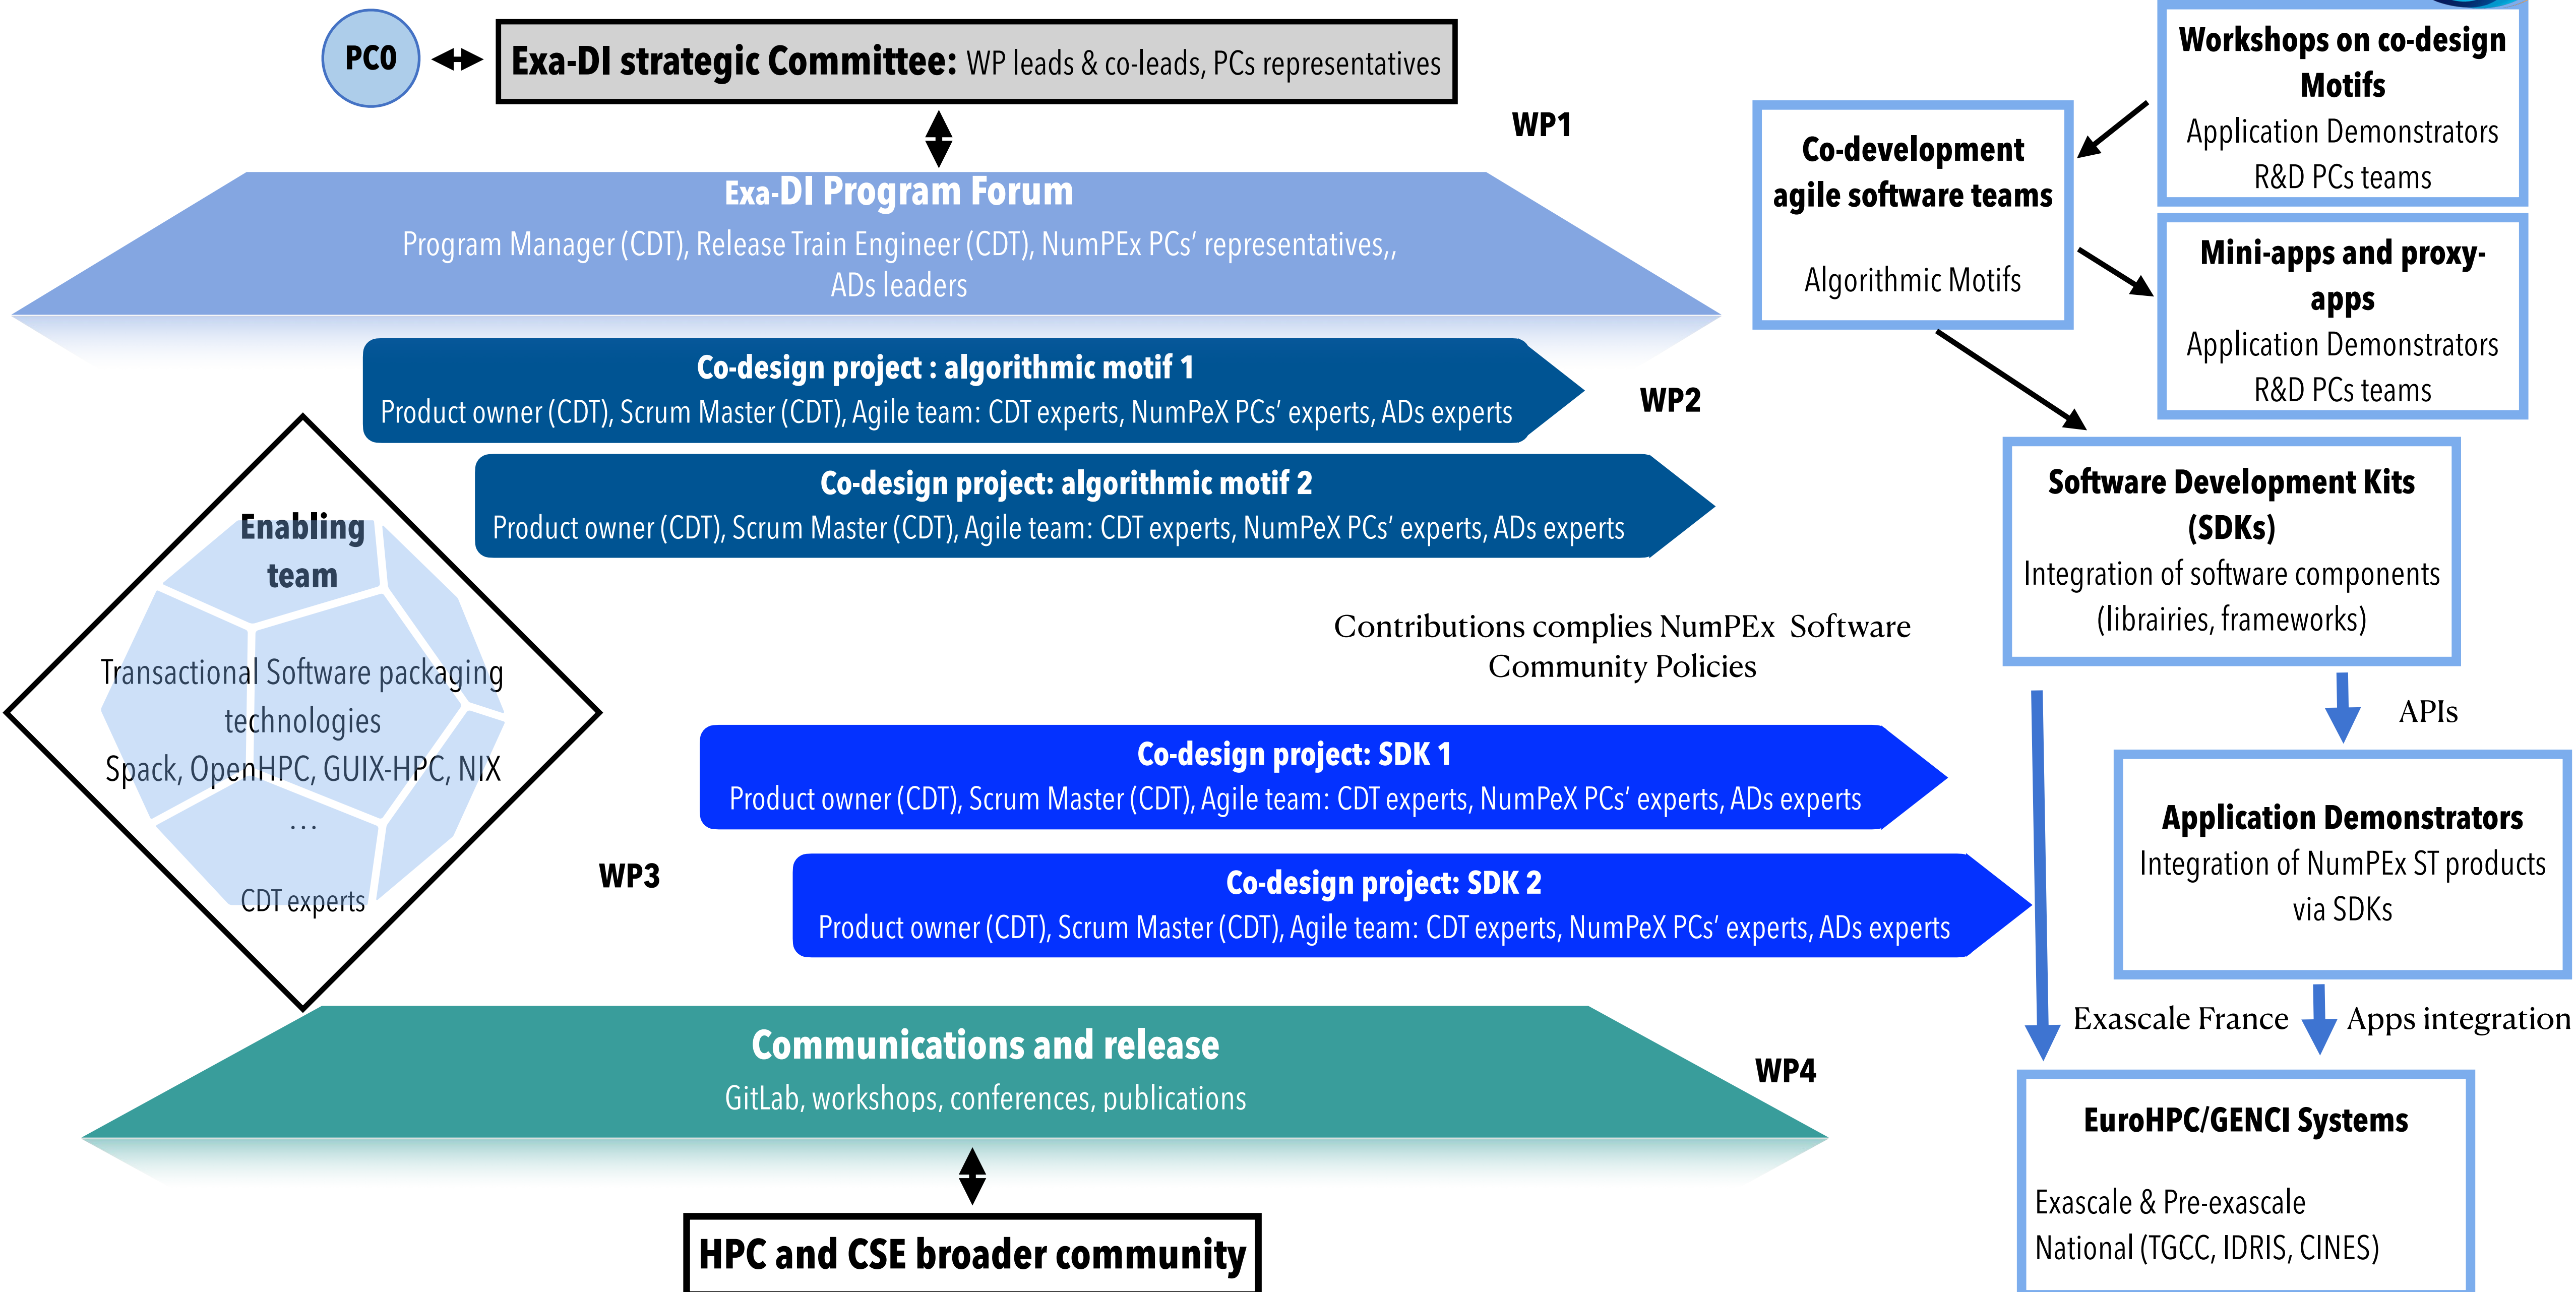 PC0
Exa-DI strategic Committee: WP leads & co-leads, PCs representatives
WP1
Exa-DI Program Forum
Program Manager (CDT), Release Train Engineer (CDT), NumPEx PCs’ representatives,,
ADs leaders
Co-design project : algorithmic motif 1
Product owner (CDT), Scrum Master (CDT), Agile team: CDT experts, NumPeX PCs’ experts, ADs experts
WP2
Co-design project: algorithmic motif 2
Product owner (CDT), Scrum Master (CDT), Agile team: CDT experts, NumPeX PCs’ experts, ADs experts
Enabling
team
Transactional Software packaging
technologies
Spack, OpenHPC, GUIX-HPC, NIX
...
CDT experts
Contributions complies NumPEx Software
Community Policies
Co-design project: SDK 1
Product owner (CDT), Scrum Master (CDT), Agile team: CDT experts, NumPeX PCs’ experts, ADs experts
WP3
Co-design project: SDK 2
Product owner (CDT), Scrum Master (CDT), Agile team: CDT experts, NumPeX PCs’ experts, ADs experts
Communications and release
GitLab, workshops, conferences, publications
WP4
HPC and CSE broader community
Workshops on co-design
Motifs
Application Demonstrators
R&D PCs teams
Co-development
agile software teams
Algorithmic Motifs
Mini-apps and proxy-
apps
Application Demonstrators
R&D PCs teams
Software Development Kits
(SDKs)
Integration of software components
(librairies, frameworks)
APIs
Application Demonstrators
Integration of NumPEx ST products
via SDKs
Exascale France
Apps integration
EuroHPC/GENCI Systems
Exascale & Pre-exascale
National (TGCC, IDRIS, CINES)